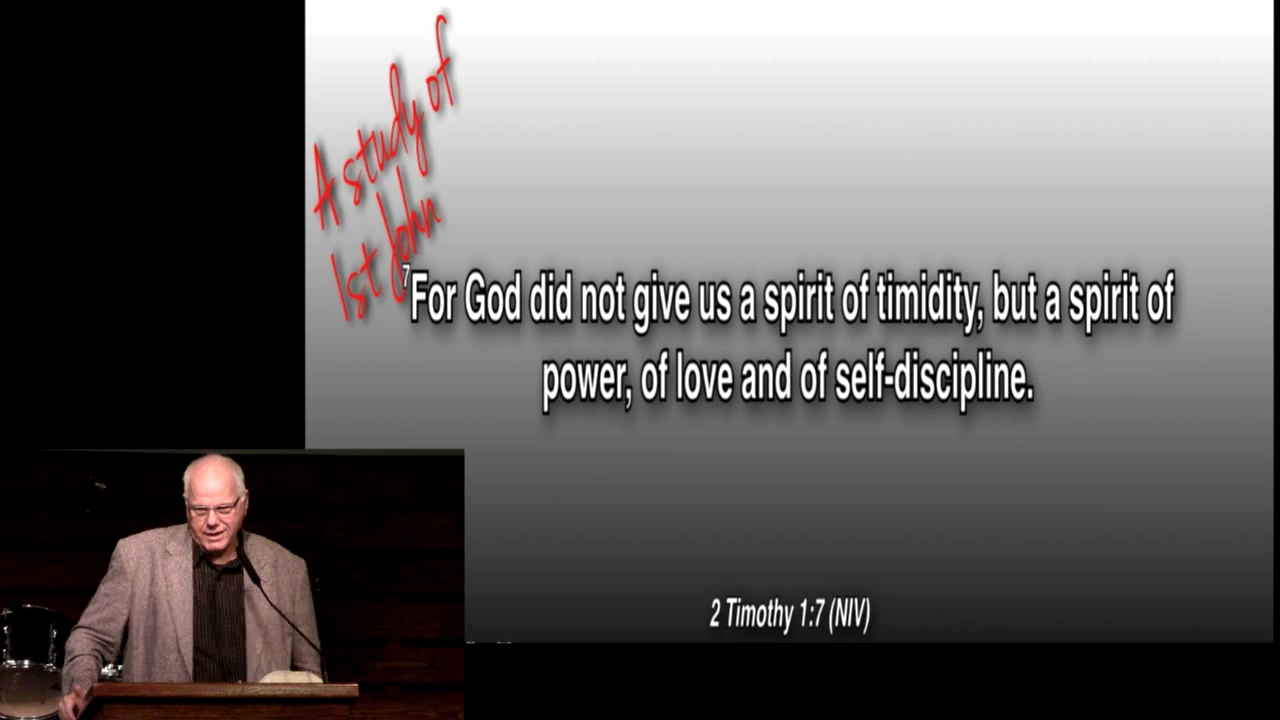 A study of
1st John
7For God did not give us a spirit of timidity, but a spirit of
power, of love and of self-discipline.
2 Timothy 1:7 (NIV)